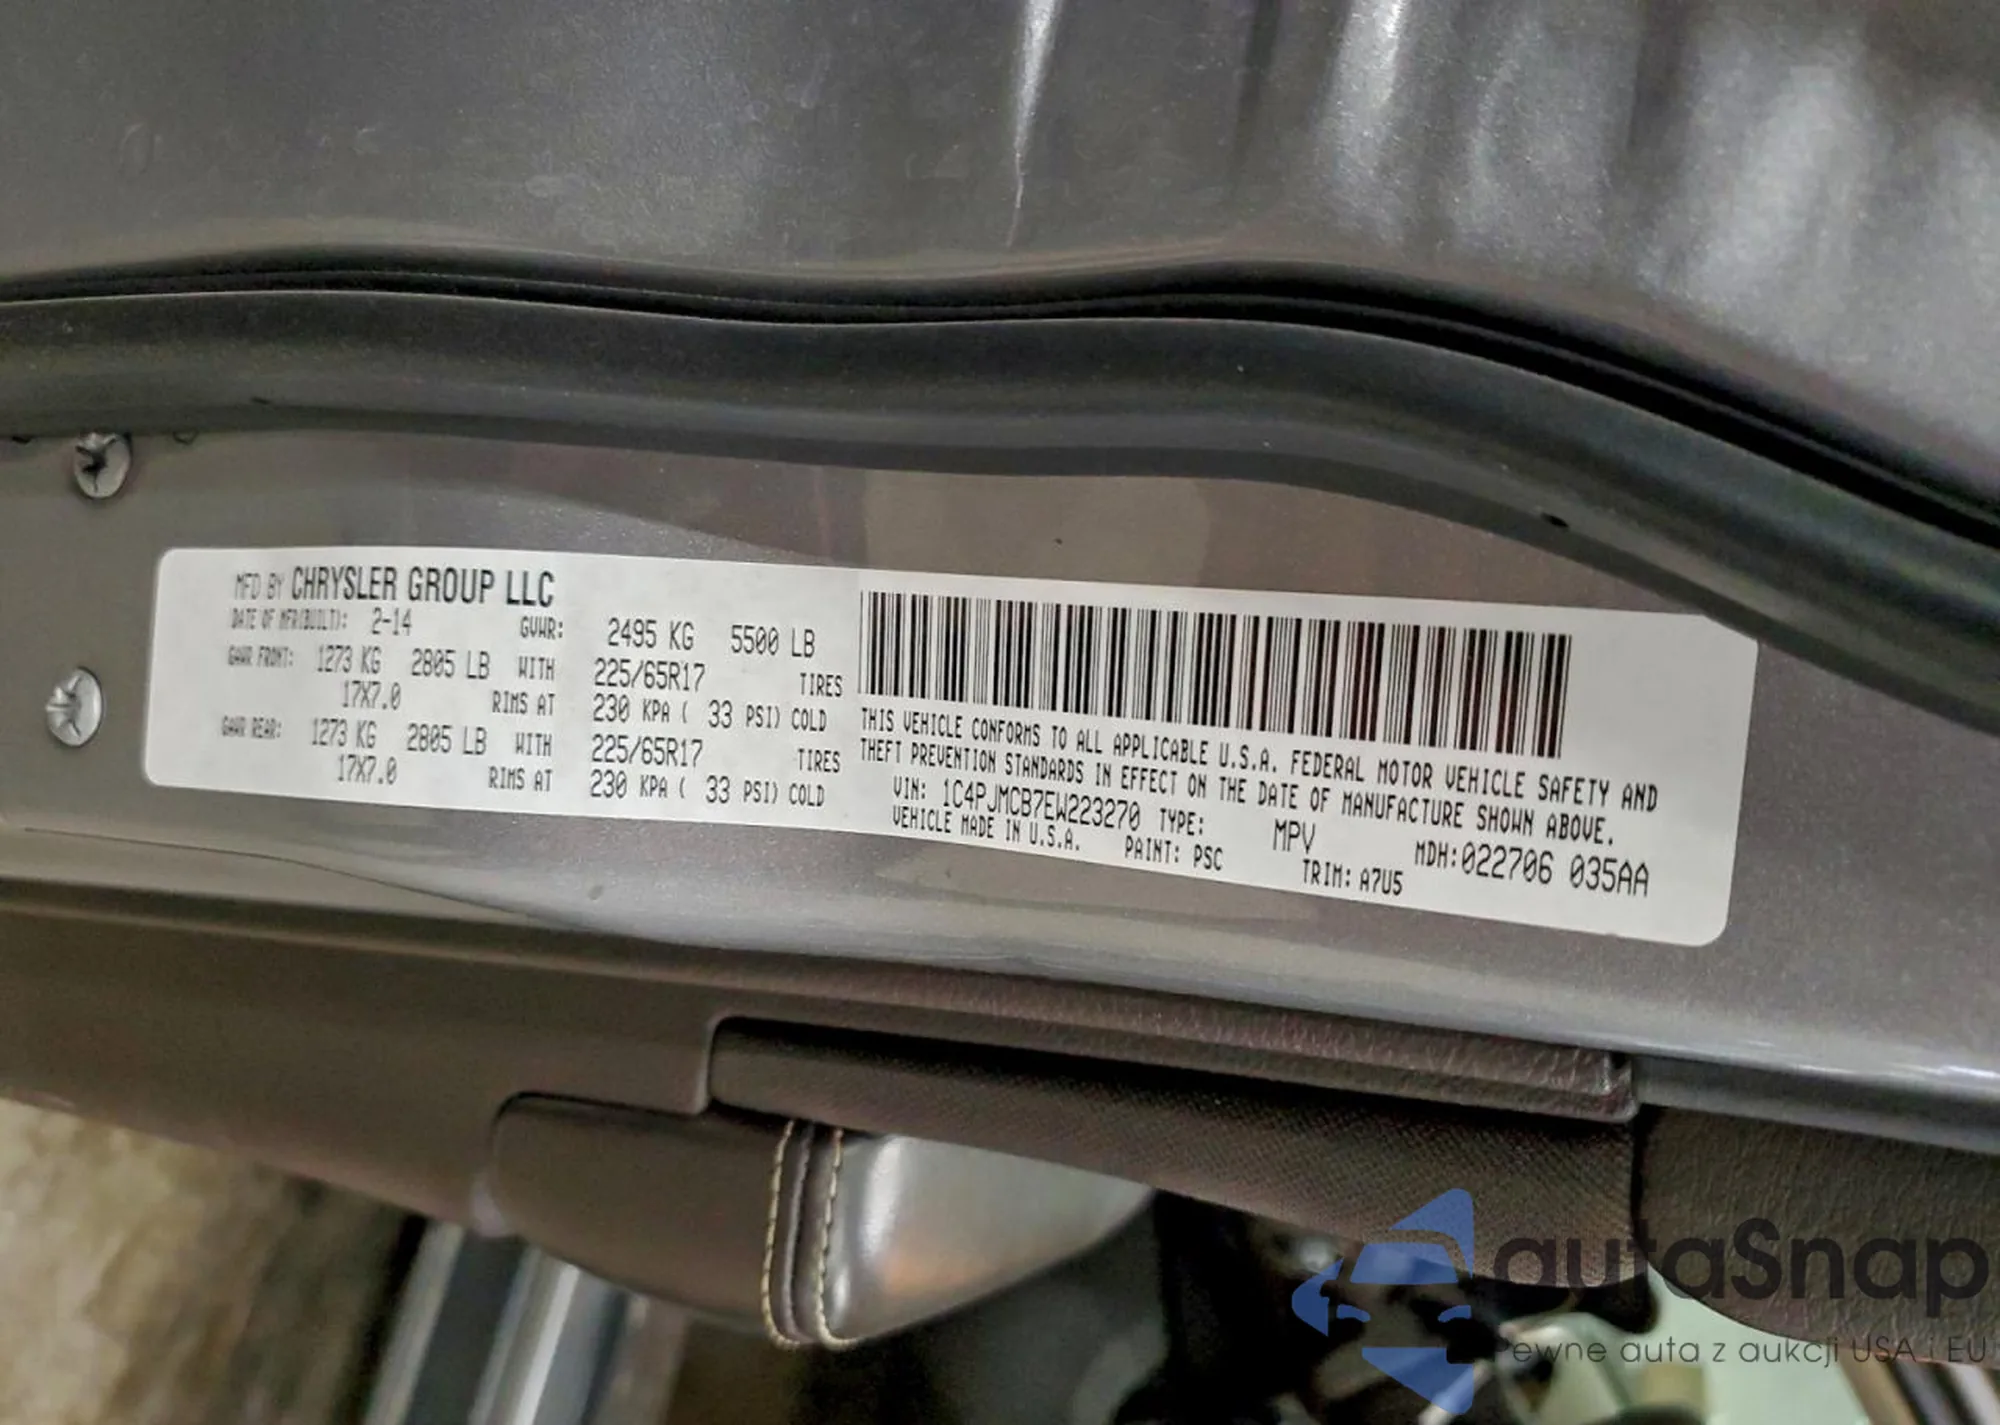 MFD BY CHRYSLER GROUP LLC
DATE OF MFR(BUILT): 2-14 GVWR: 2495 KG 5500 LB
GAWR FRONT: 1273 KG 2805 LB WITH 225/65R17 TIRES
17X7.0 RIMS AT 230 KPA ( 33 PSI) COLD
GAWR REAR: 1273 KG 2805 LB WITH 225/65R17 TIRES
17X7.0 RIMS AT 230 KPA ( 33 PSI) COLD
THIS VEHICLE CONFORMS TO ALL APPLICABLE U.S.A. FEDERAL MOTOR VEHICLE SAFETY AND
THEFT PREVENTION STANDARDS IN EFFECT ON THE DATE OF MANUFACTURE SHOWN ABOVE.
VIN: 1C4PJMCB7EW223270 TYPE: MPV MDH:022706 035AA
VEHICLE MADE IN U.S.A. PAINT: PSC TRIM: A7U5
autaSnap
ewne auta z aukcji USA i EU